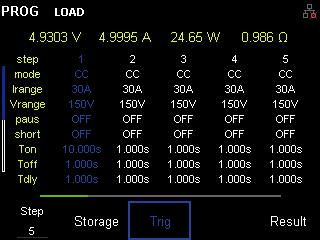 PROG LOAD
4.9303 V 4.9995 A 24.65 W 0.986 Ω
step 1 2 3 4 5
mode CC CC CC CC CC
Irange 30A 30A 30A 30A 30A
Vrange 150V 150V 150V 150V 150V
paus OFF OFF OFF OFF OFF
short OFF OFF OFF OFF OFF
Ton 10.000s 1.000s 1.000s 1.000s 1.000s
Toff 1.000s 1.000s 1.000s 1.000s 1.000s
Tdly 1.000s 1.000s 1.000s 1.000s 1.000s
Step
5
Storage Trig Result